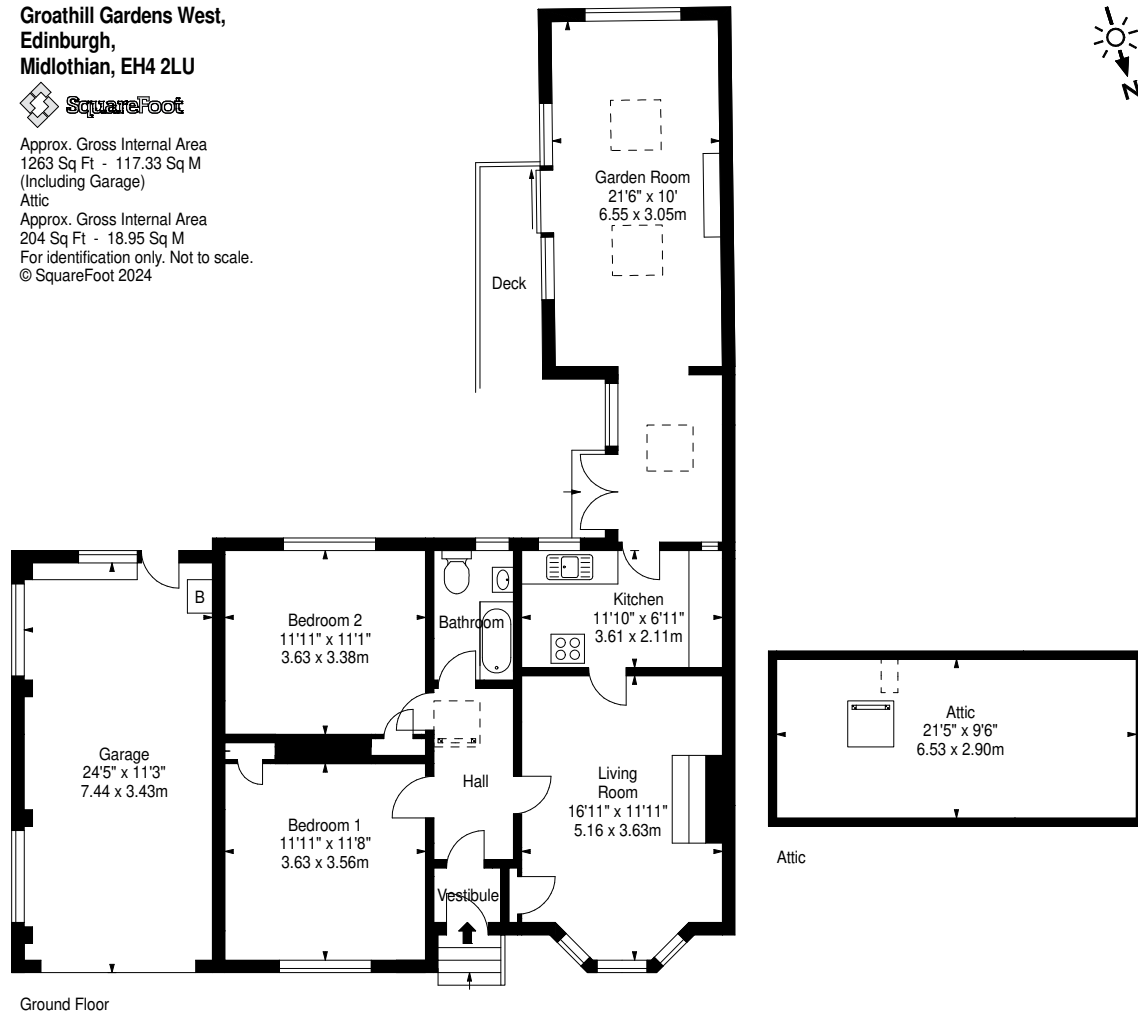 Groathill Gardens West,
Edinburgh,
Midlothian, EH4 2LU
SquareFoot
Approx. Gross Internal Area
1263 Sq Ft - 117.33 Sq M
(Including Garage)
Attic
Approx. Gross Internal Area
204 Sq Ft - 18.95 Sq M
For identification only. Not to scale.
© SquareFoot 2024
N
Garden Room
21'6" x 10'
6.55 x 3.05m
Deck
B
Bedroom 2
11'11" x 11'1"
3.63 x 3.38m
Bathroom
Kitchen
11'10" x 6'11"
3.61 x 2.11m
Garage
24'5" x 11'3"
7.44 x 3.43m
Hall
Living
Room
16'11" x 11'11"
5.16 x 3.63m
Bedroom 1
11'11" x 11'8"
3.63 x 3.56m
Vestibule
Attic
21'5" x 9'6"
6.53 x 2.90m
Attic
Ground Floor